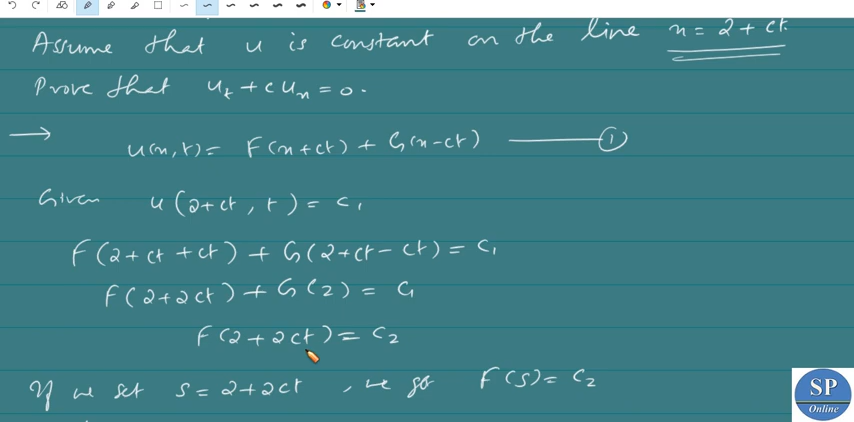 Assume that u is constant on the line x = 2 + ct.
Prove that u_t + c u_x = 0.
→ u(x,t) = F(x+ct) + G(x-ct) —— ①
Given u(2+ct, t) = c₁
F(2+ct+ct) + G(2+ct-ct) = c₁
F(2+2ct) + G(2) = c₁
F(2+2ct) = c₂
If we set s = 2+2ct, we get F(s) = c₂
SP
Online